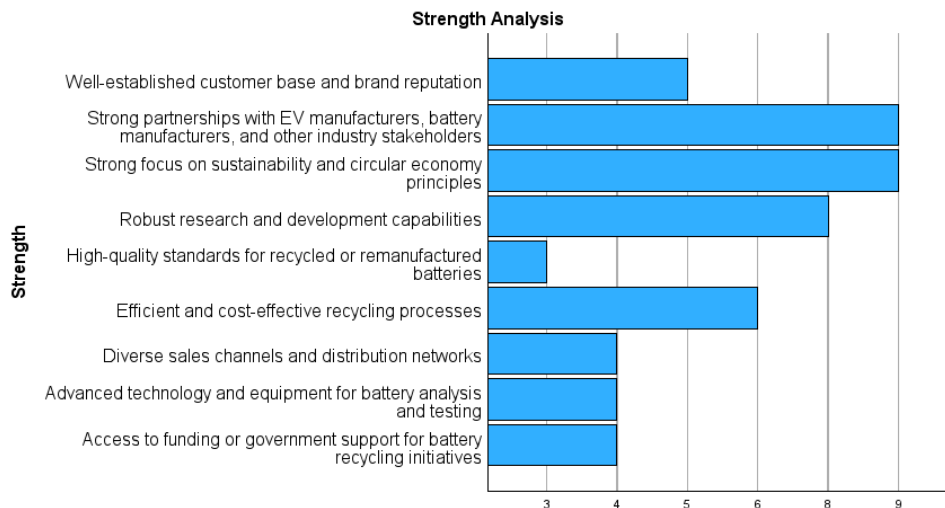 Strength Analysis
Well-established customer base and brand reputation
Strong partnerships with EV manufacturers, battery
manufacturers, and other industry stakeholders
Strong focus on sustainability and circular economy
principles
Robust research and development capabilities
High-quality standards for recycled or remanufactured
batteries
Efficient and cost-effective recycling processes
Diverse sales channels and distribution networks
Advanced technology and equipment for battery analysis
and testing
Access to funding or government support for battery
recycling initiatives
Strength
3 4 5 6 8 9